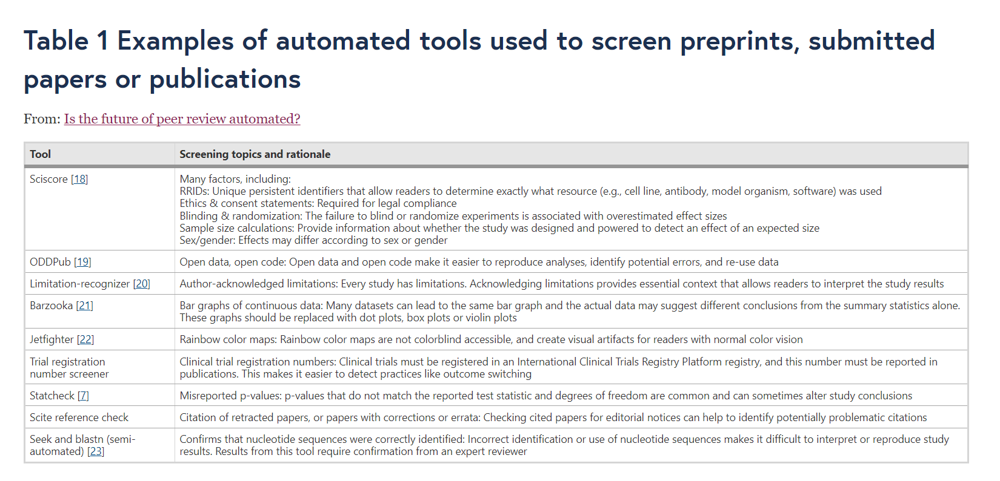 Table 1 Examples of automated tools used to screen preprints, submitted
papers or publications
From: Is the future of peer review automated?
Tool Screening topics and rationale
Sciscore [18] Many factors, including:
RRIDs: Unique persistent identifiers that allow readers to determine exactly what resource (e.g., cell line, antibody, model organism, software) was used
Ethics & consent statements: Required for legal compliance
Blinding & randomization: The failure to blind or randomize experiments is associated with overestimated effect sizes
Sample size calculations: Provide information about whether the study was designed and powered to detect an effect of an expected size
Sex/gender: Effects may differ according to sex or gender
ODDPub [19] Open data, open code: Open data and open code make it easier to reproduce analyses, identify potential errors, and re-use data
Limitation-recognizer [20] Author-acknowledged limitations: Every study has limitations. Acknowledging limitations provides essential context that allows readers to interpret the study results
Barzooka [21] Bar graphs of continuous data: Many datasets can lead to the same bar graph and the actual data may suggest different conclusions from the summary statistics alone.
These graphs should be replaced with dot plots, box plots or violin plots
Jetfighter [22] Rainbow color maps: Rainbow color maps are not colorblind accessible, and create visual artifacts for readers with normal color vision
Trial registration
number screener
Clinical trial registration numbers: Clinical trials must be registered in an International Clinical Trials Registry Platform registry, and this number must be reported in
publications. This makes it easier to detect practices like outcome switching
Statcheck [7] Misreported p-values: p-values that do not match the reported test statistic and degrees of freedom are common and can sometimes alter study conclusions
Scite reference check Citation of retracted papers, or papers with corrections or errata: Checking cited papers for editorial notices can help to identify potentially problematic citations
Seek and blastn (semi-
automated) [23]
Confirms that nucleotide sequences were correctly identified: Incorrect identification or use of nucleotide sequences makes it difficult to interpret or reproduce study
results. Results from this tool require confirmation from an expert reviewer